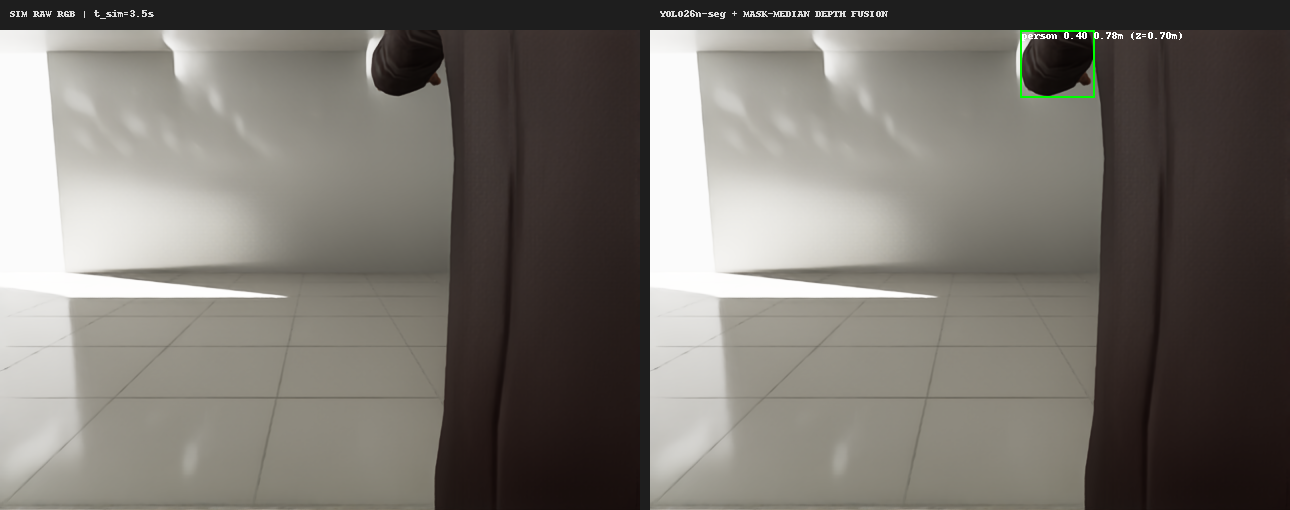 SIM RAW RGB | t_sim=3.5s
YOLO26n-seg + MASK-MEDIAN DEPTH FUSION
person 0.40 0.78m (Z=0.70m)